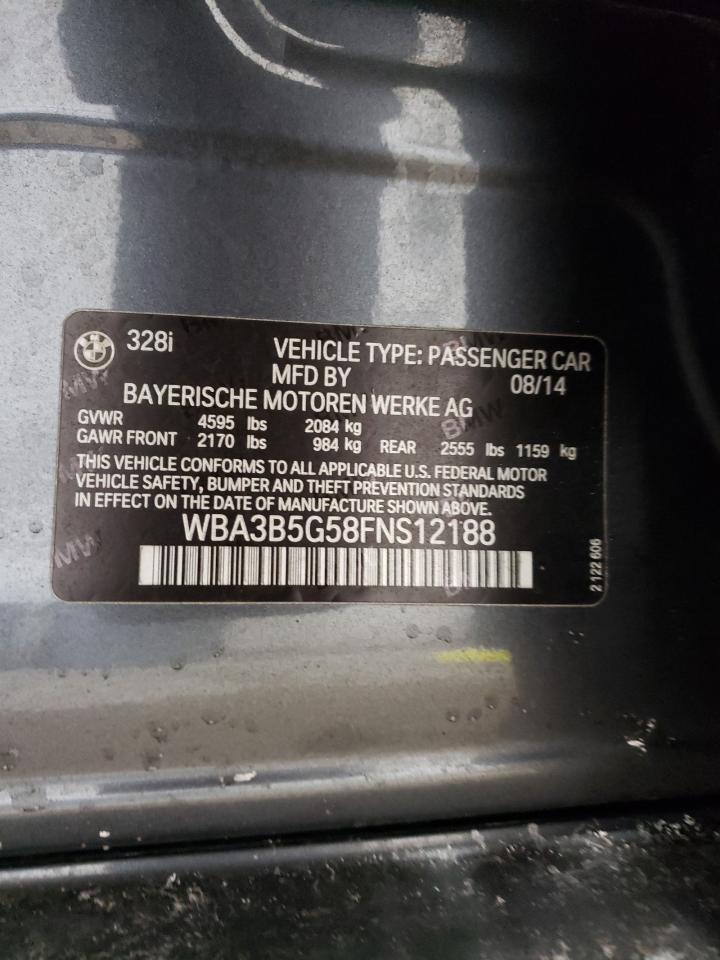 328i VEHICLE TYPE: PASSENGER CAR
MFD BY 08/14
BAYERISCHE MOTOREN WERKE AG
GVWR 4595 lbs 2084 kg
GAWR FRONT 2170 lbs 984 kg REAR 2555 lbs 1159 kg
THIS VEHICLE CONFORMS TO ALL APPLICABLE U.S. FEDERAL MOTOR
VEHICLE SAFETY, BUMPER AND THEFT PREVENTION STANDARDS
IN EFFECT ON THE DATE OF MANUFACTURE SHOWN ABOVE.
WBA3B5G58FNS12188
2 122 606